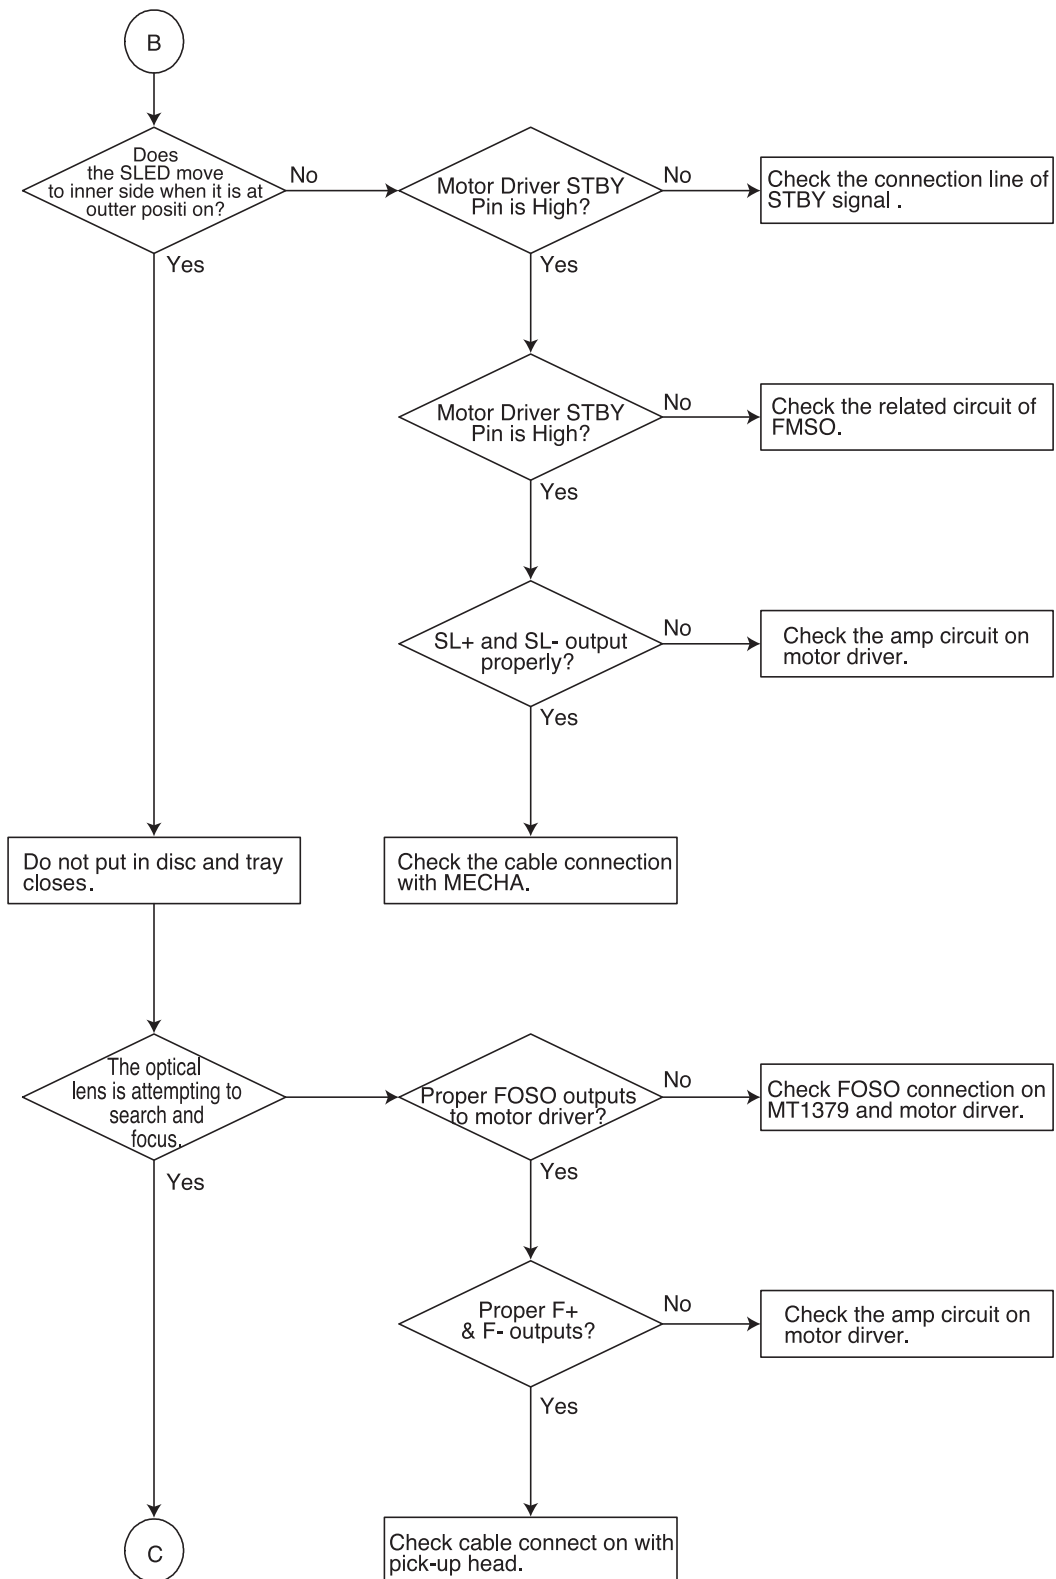 B
Does
the SLED move
to inner side when it is at
outter positi on?
No
Motor Driver STBY
Pin is High?
No
Check the connection line of
STBY signal .
Yes
Yes
Motor Driver STBY
Pin is High?
No
Check the related circuit of
FMSO.
Yes
SL+ and SL- output
properly?
No
Check the amp circuit on
motor driver.
Yes
Do not put in disc and tray
closes.
Check the cable connection
with MECHA.
The optical
lens is attempting to
search and
focus.
Proper FOSO outputs
to motor driver?
No
Check FOSO connection on
MT1379 and motor dirver.
Yes
Yes
Proper F+
& F- outputs?
No
Check the amp circuit on
motor dirver.
Yes
C
Check cable connect on with
pick-up head.